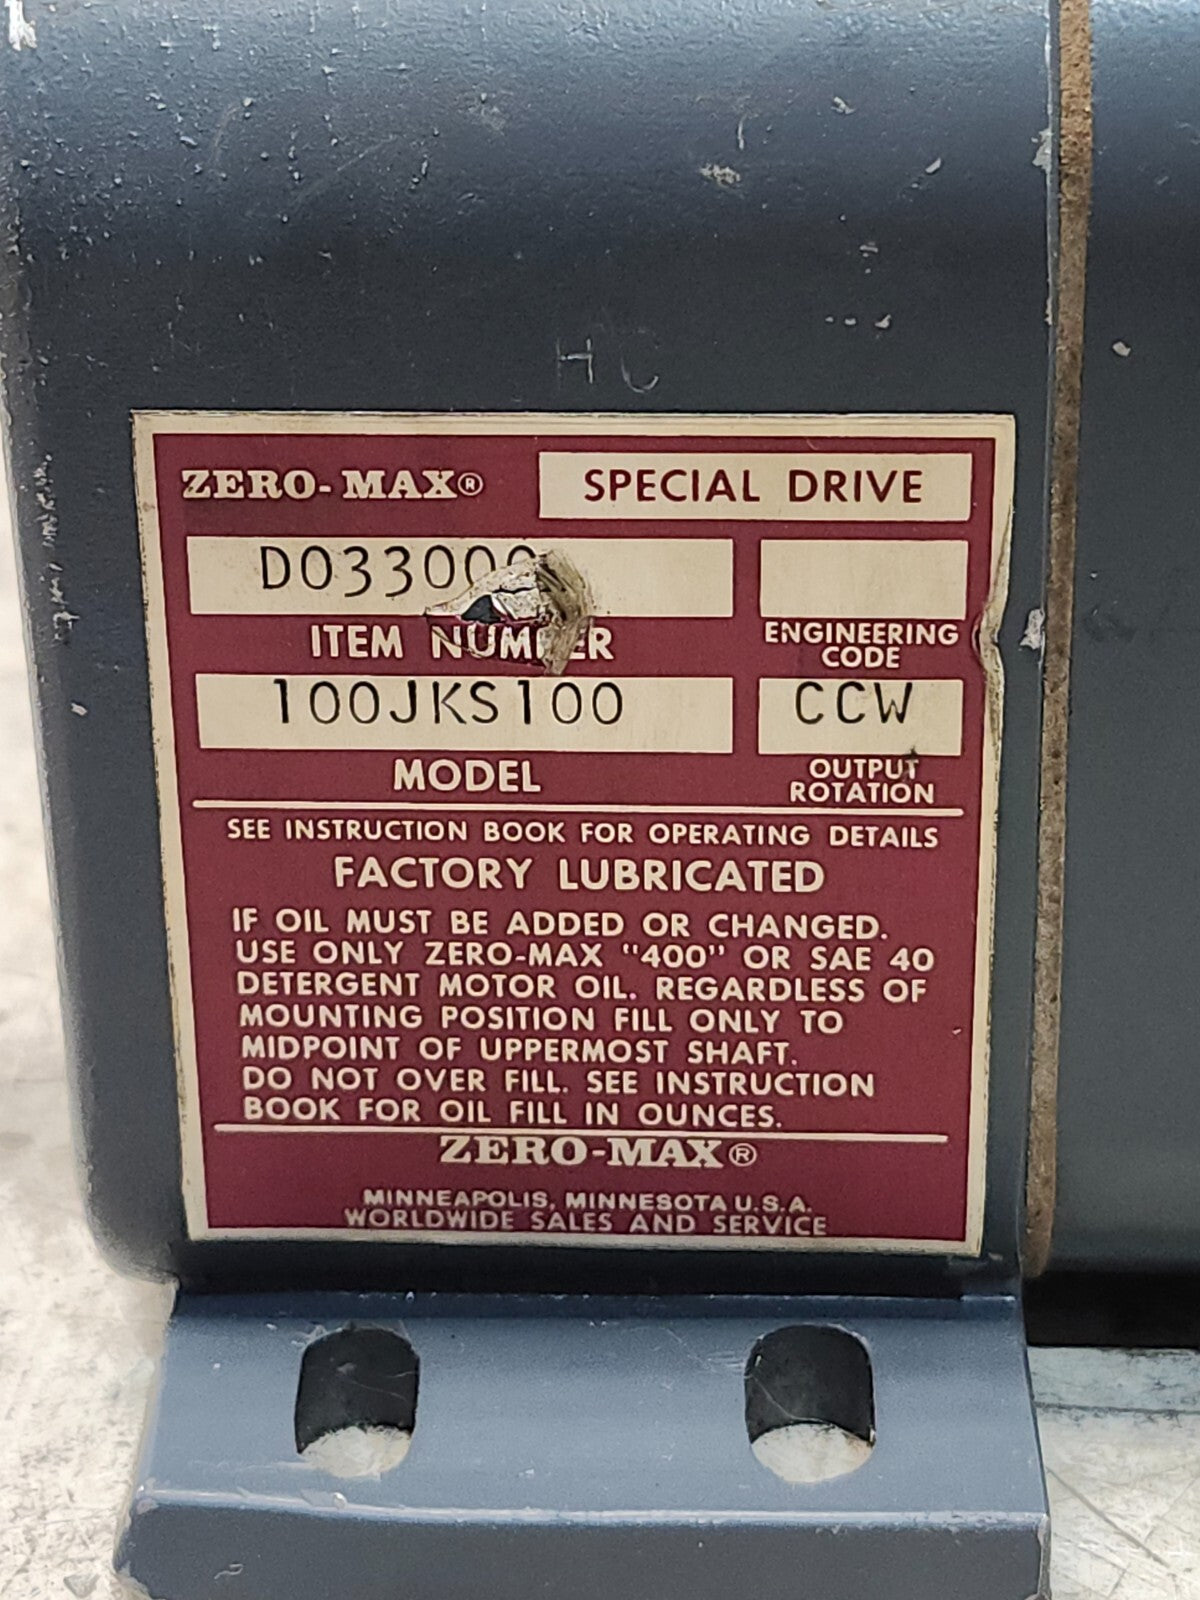 HC
ZERO-MAX® SPECIAL DRIVE
ITEM NUMBER ENGINEERING CODE
100JKS100 CCW
MODEL OUTPUT ROTATION
SEE INSTRUCTION BOOK FOR OPERATING DETAILS
FACTORY LUBRICATED
IF OIL MUST BE ADDED OR CHANGED.
USE ONLY ZERO-MAX "400" OR SAE 40
DETERGENT MOTOR OIL. REGARDLESS OF
MOUNTING POSITION FILL ONLY TO
MIDPOINT OF UPPERMOST SHAFT.
DO NOT OVER FILL. SEE INSTRUCTION
BOOK FOR OIL FILL IN OUNCES.
ZERO-MAX®
MINNEAPOLIS, MINNESOTA U.S.A.
WORLDWIDE SALES AND SERVICE